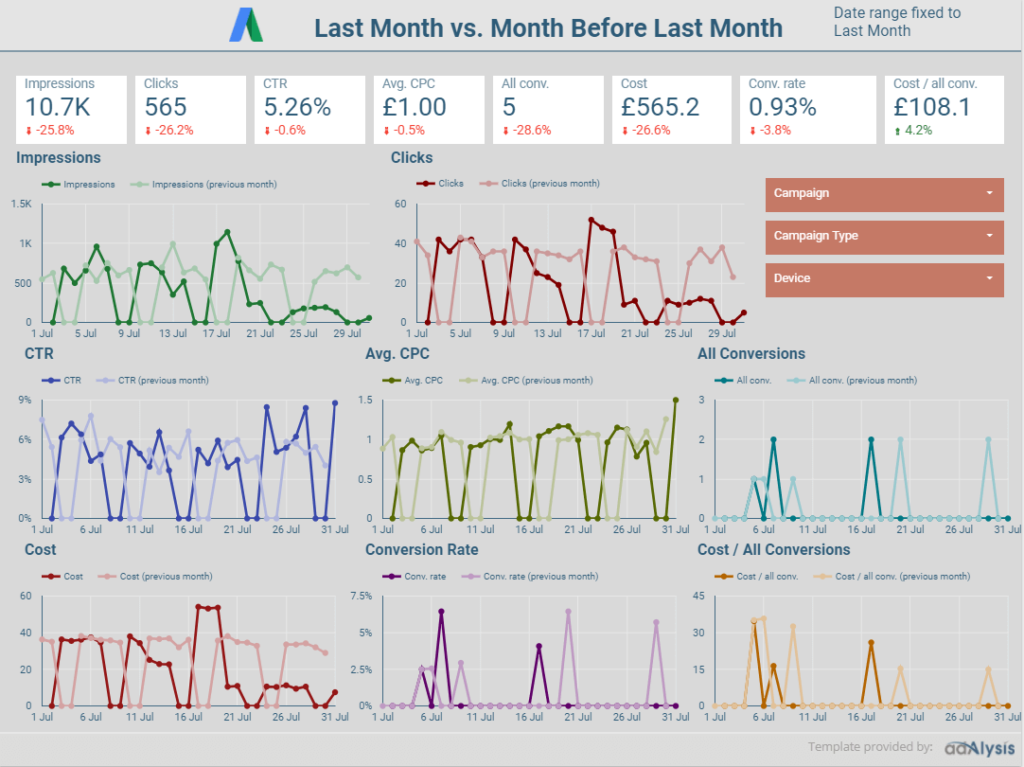 Last Month vs. Month Before Last Month
Date range fixed to
Last Month
Impressions
10.7K
-25.8%
Clicks
565
-26.2%
CTR
5.26%
-0.6%
Avg. CPC
£1.00
-0.5%
All conv.
5
-28.6%
Cost
£565.2
-26.6%
Conv. rate
0.93%
-3.8%
Cost / all conv.
£108.1
4.2%
Impressions
Impressions Impressions (previous month)
1.5K
1K
500
0
1 Jul 5 Jul 9 Jul 13 Jul 17 Jul 21 Jul 25 Jul 29 Jul
Clicks
Clicks Clicks (previous month)
60
40
20
0
1 Jul 5 Jul 9 Jul 13 Jul 17 Jul 21 Jul 25 Jul 29 Jul
Campaign
Campaign Type
Device
CTR
CTR CTR (previous month)
9%
6%
3%
0%
1 Jul 6 Jul 11 Jul 16 Jul 21 Jul 26 Jul 31 Jul
Avg. CPC
Avg. CPC Avg. CPC (previous month)
1.5
1
0.5
0
1 Jul 6 Jul 11 Jul 16 Jul 21 Jul 26 Jul 31 Jul
All Conversions
All conv. All conv. (previous month)
3
2
1
0
1 Jul 6 Jul 11 Jul 16 Jul 21 Jul 26 Jul 31 Jul
Cost
Cost Cost (previous month)
60
40
20
0
1 Jul 6 Jul 11 Jul 16 Jul 21 Jul 26 Jul 31 Jul
Conversion Rate
Conv. rate Conv. rate (previous month)
7.5%
5%
2.5%
0%
1 Jul 6 Jul 11 Jul 16 Jul 21 Jul 26 Jul 31 Jul
Cost / All Conversions
Cost / all conv. Cost / all conv. (previous month)
45
30
15
0
1 Jul 6 Jul 11 Jul 16 Jul 21 Jul 26 Jul 31 Jul
Template provided by: adAlysis